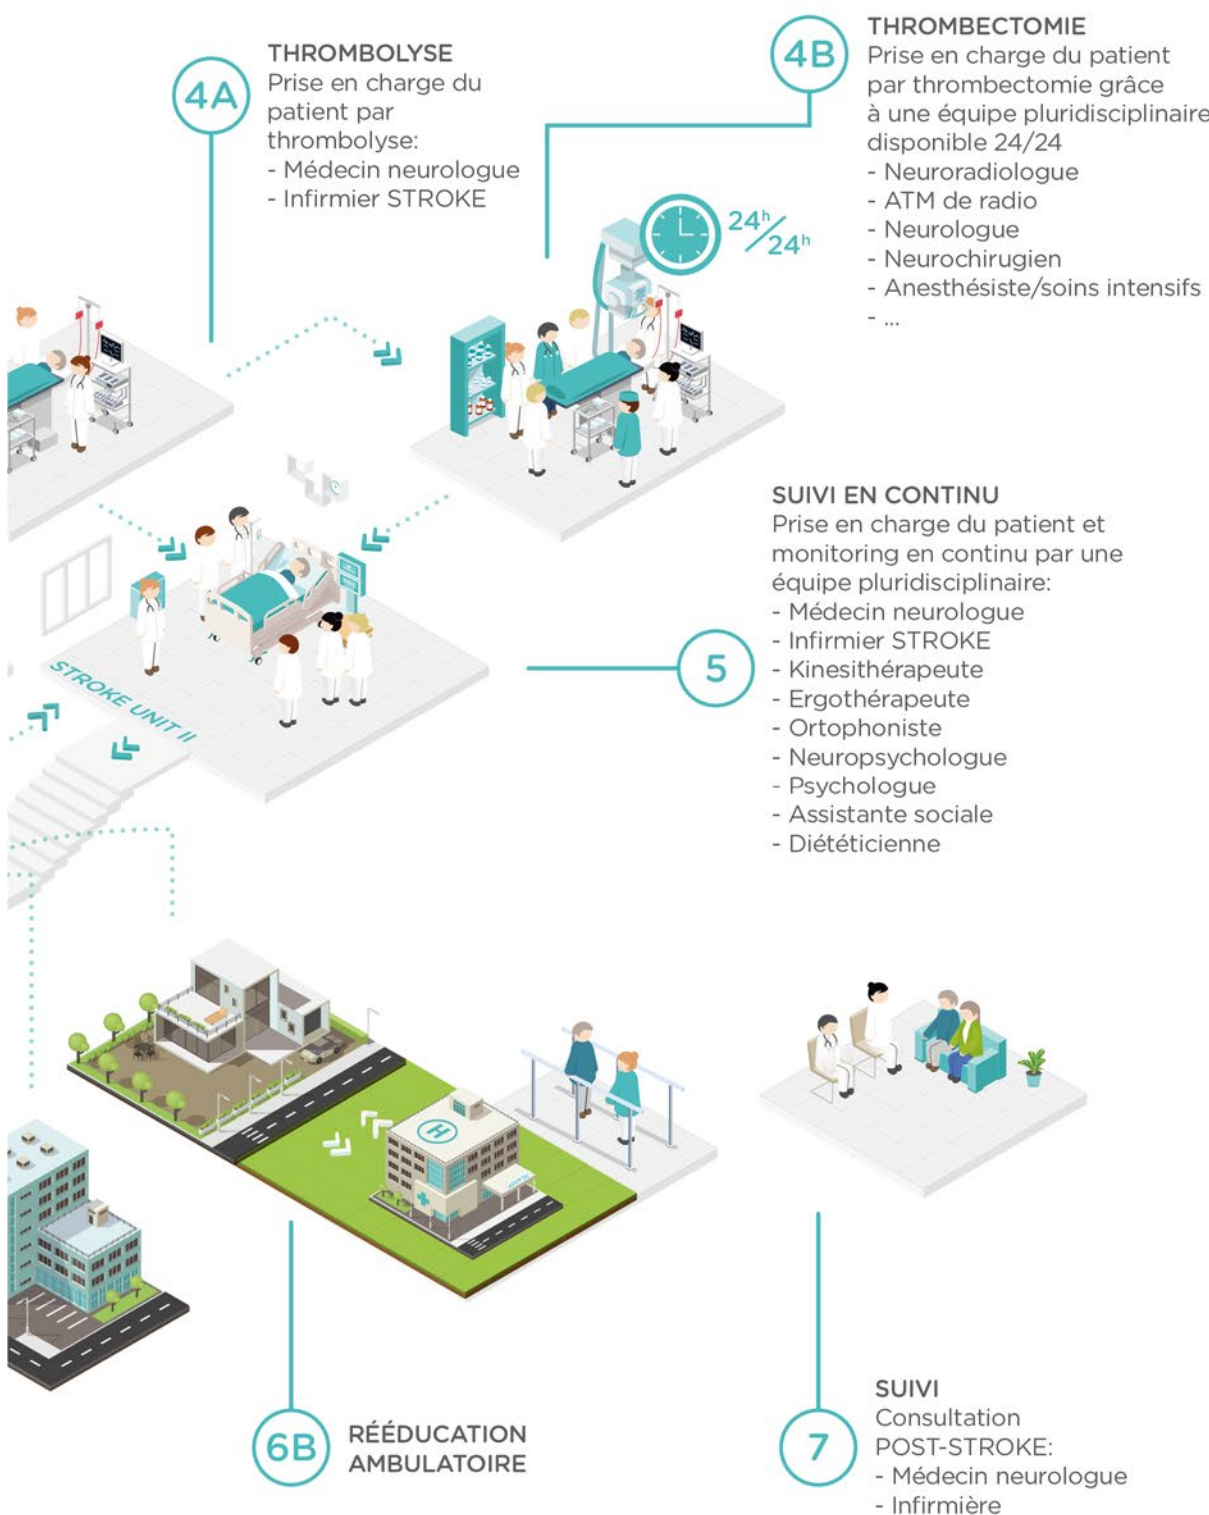 4A
THROMBOLYSE
Prise en charge du
patient par
thrombolyse:
- Médecin neurologue
- Infirmier STROKE
4B
THROMBECTOMIE
Prise en charge du patient
par thrombectomie grâce
à une équipe pluridisciplinaire
disponible 24/24
- Neuroradiologue
- ATM de radio
- Neurologue
- Neurochirugien
- Anesthésiste/soins intensifs
- ...
24h/24h
5
SUIVI EN CONTINU
Prise en charge du patient et
monitoring en continu par une
équipe pluridisciplinaire:
- Médecin neurologue
- Infirmier STROKE
- Kinesithérapeute
- Ergothérapeute
- Ortophoniste
- Neuropsychologue
- Psychologue
- Assistante sociale
- Diététicienne
STROKE UNIT II
H
HOSPITAL
6B
RÉÉDUCATION
AMBULATOIRE
7
SUIVI
Consultation
POST-STROKE:
- Médecin neurologue
- Infirmière